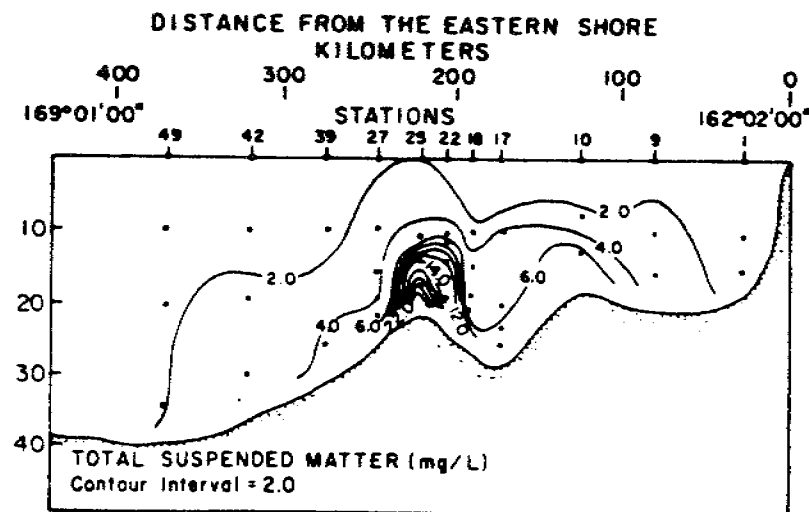 DISTANCE FROM THE EASTERN SHORE
KILOMETERS
400 200 0
300 100
169°01'00" STATIONS 162°02'00"
49 42 39 27 25 22 18 17 10 9 1
10
20
30
40
2.0
4.0
6.0
2.0
4.0
6.0
TOTAL SUSPENDED MATTER (mg/L)
Contour Interval = 2.0